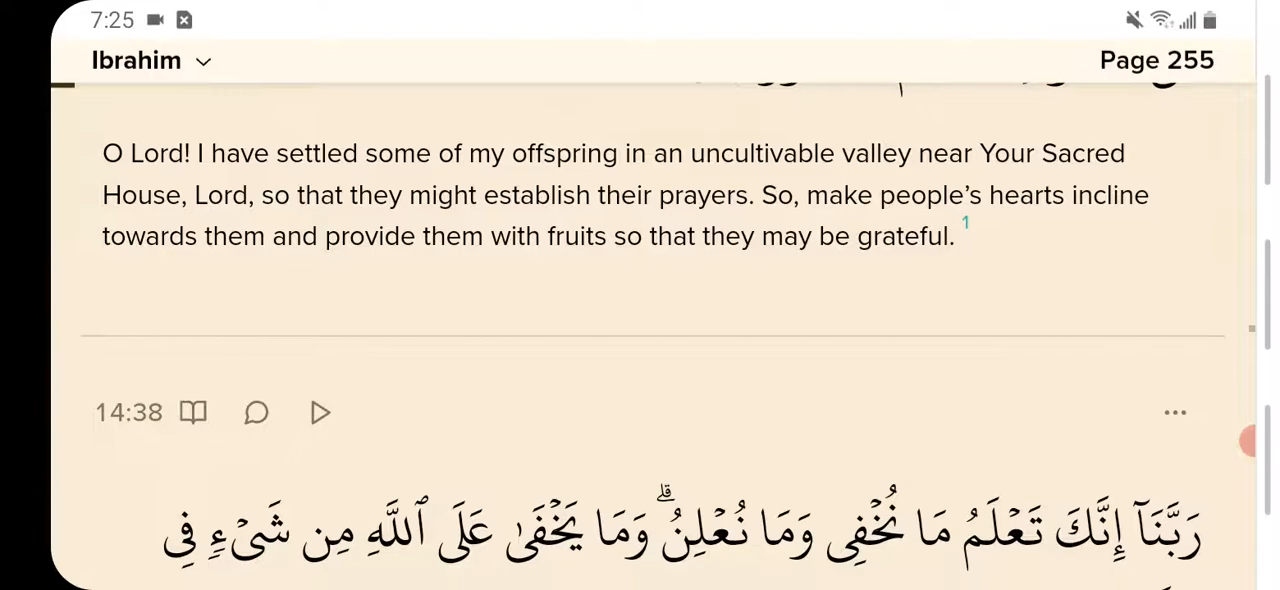 7:25
Ibrahim
Page 255
O Lord! I have settled some of my offspring in an uncultivable valley near Your Sacred
House, Lord, so that they might establish their prayers. So, make people’s hearts incline
towards them and provide them with fruits so that they may be grateful. 1
14:38
رَبَّنَآ إِنَّكَ تَعْلَمُ مَا نُخْفِى وَمَا نُعْلِنُ ۗ وَمَا يَخْفَىٰ عَلَى ٱللَّهِ مِن شَىْءٍ فِى